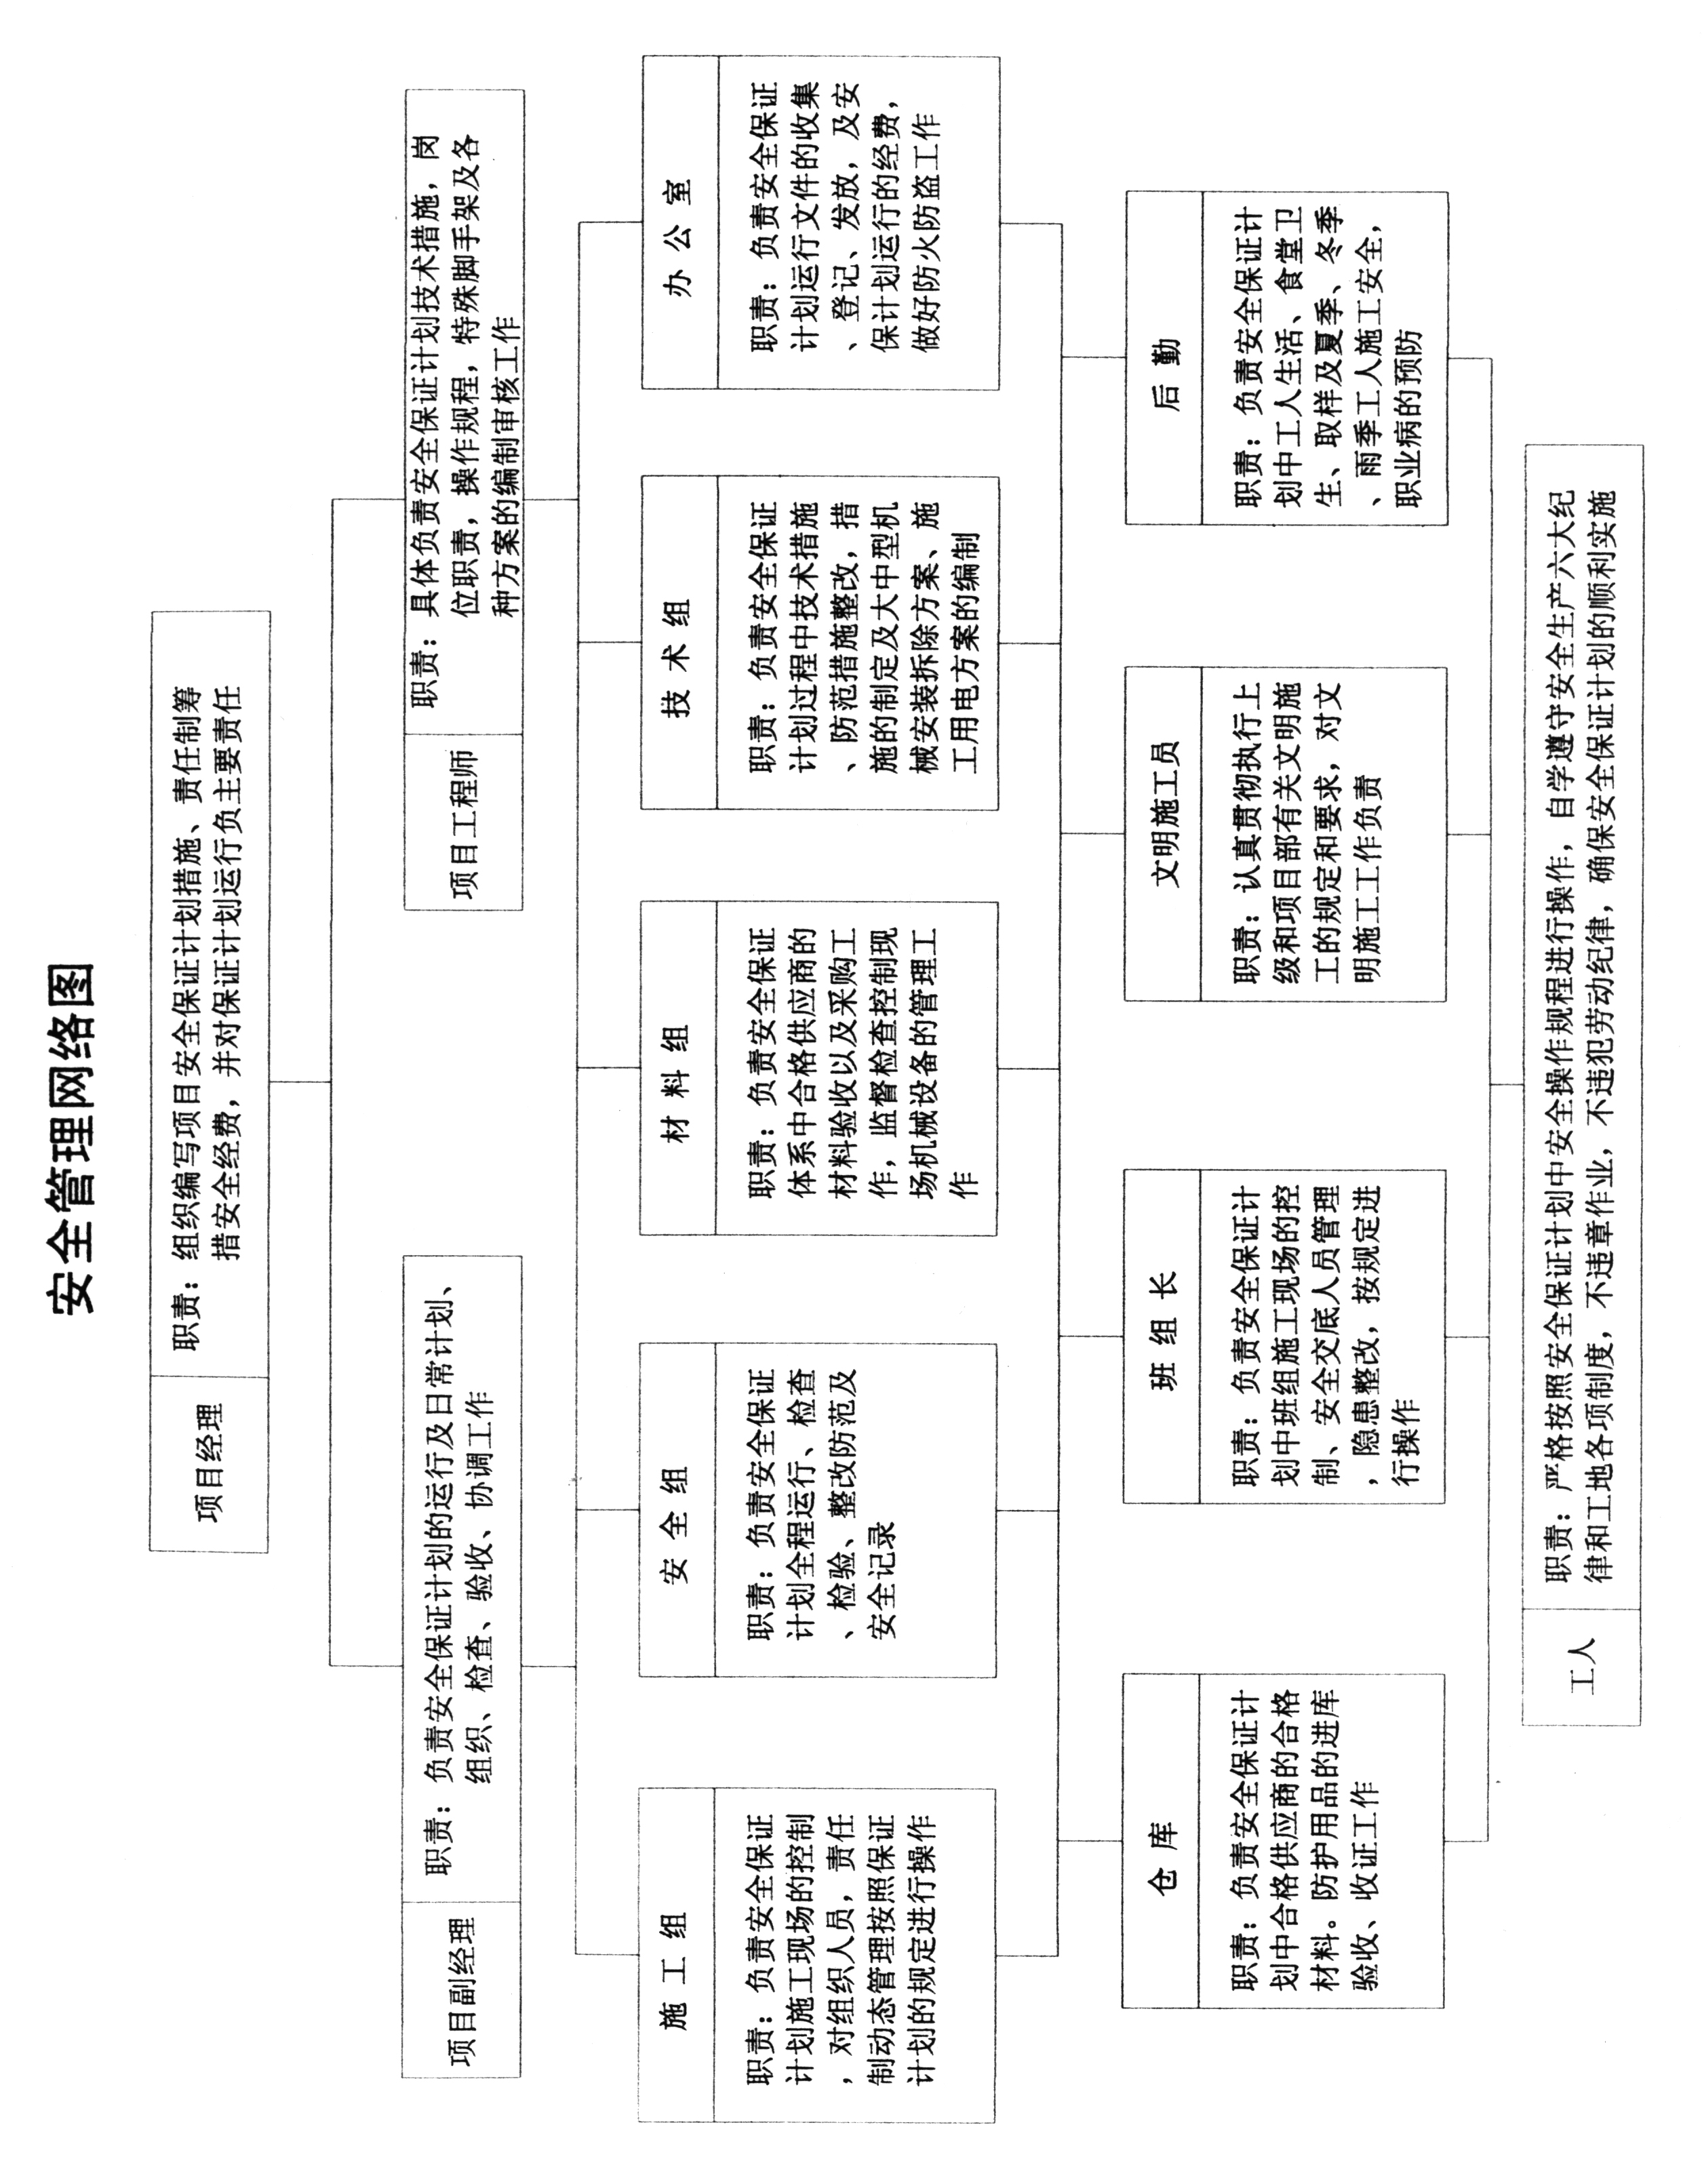 安全管理网络图
项目经理
职责：组织编写项目安全保证计划措施、责任制筹
措安全经费，并对保证计划运行负主要责任
项目副经理
职责：负责安全保证计划的运行及日常计划、
组织、检查、验收、协调工作
项目工程师
职责：具体负责安全保证计划技术措施，岗
位职责，操作规程，特殊脚手架及各
种方案的编制审核工作
施工组
职责：负责安全保证
计划施工现场的控制
，对组织人员，责任
制动态管理按照保证
计划的规定进行操作
安全组
职责：负责安全保证
计划全程运行、检查
、检验、整改防范及
安全记录
材料组
职责：负责安全保证
体系中合格供应商的
材料验收以及采购工
作，监督检查控制现
场机械设备的管理工
作
技术组
职责：负责安全保证
计划过程中技术措施
、防范措施整改，措
施的制定及大中型机
械安装拆除方案、施
工用电方案的编制
办公室
职责：负责安全保证
计划运行文件的收集
、登记、发放，及安
保计划运行的经费，
做好防火防盗工作
仓库
职责：负责安全保证计
划中合格供应商的合格
材料。防护用品的进库
验收、收证工作
班组长
职责：负责安全保证计
划中班组施工现场的控
制、安全交底人员管理
，隐患整改，按规定进
行操作
文明施工员
职责：认真贯彻执行上
级和项目部有关文明施
工的规定和要求，对文
明施工工作负责
后勤
职责：负责安全保证计
划中工人生活、食堂卫
生、取样及夏季、冬季
、雨季工人施工安全，
职业病的预防
工人
职责：严格按照安全保证计划中安全操作规程进行操作，自学遵守安全生产六大纪
律和工地各项制度，不违章作业，不违犯劳动纪律，确保安全保证计划的顺利实施